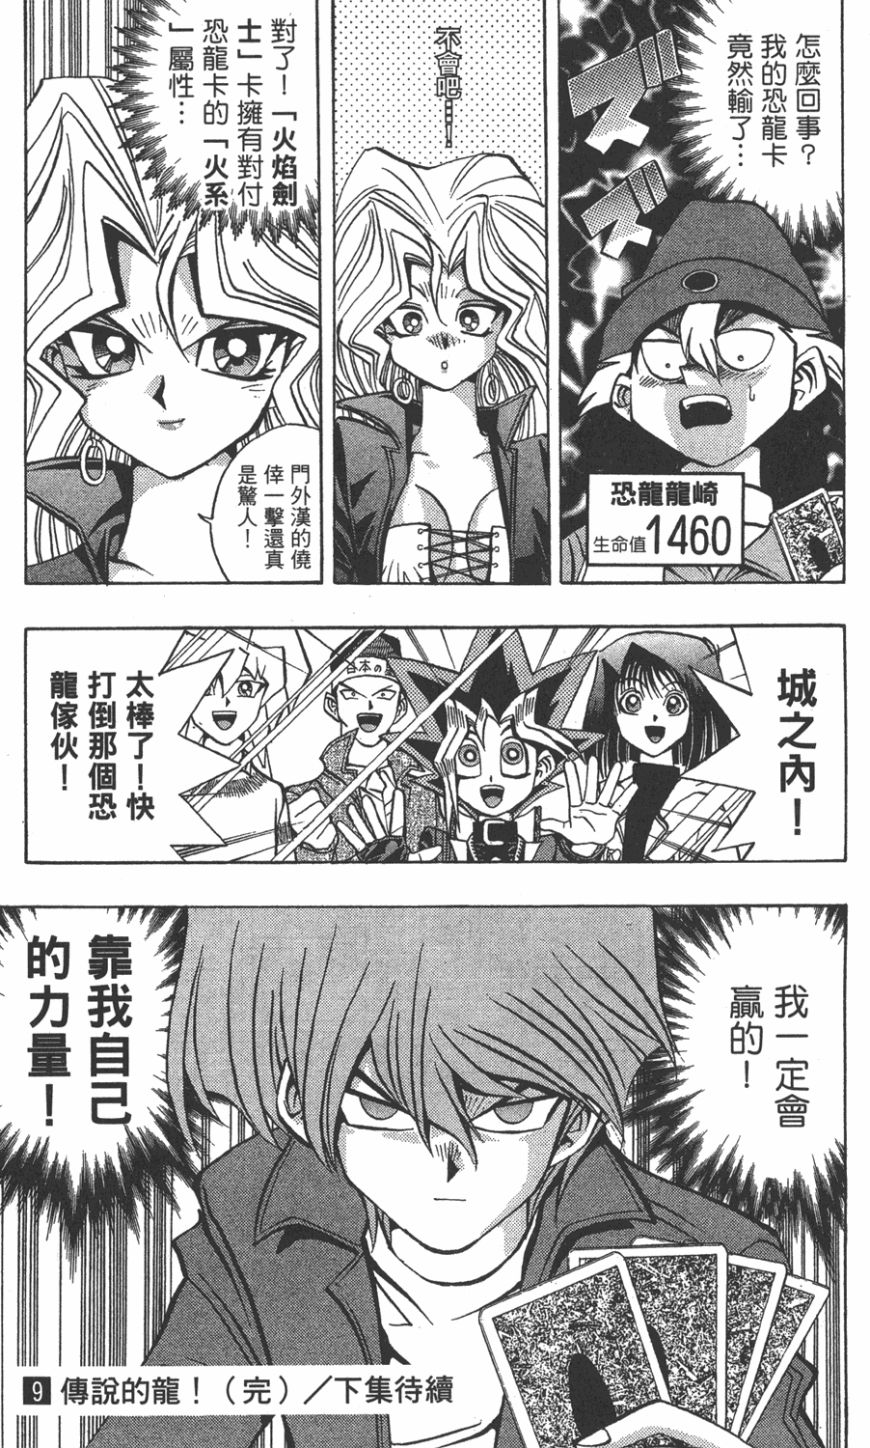 怎麼回事？
我的恐龍卡
竟然輸了…
ズ
ズ
恐龍龍崎
生命值1460
不會吧……！
對了！「火焰劍
士」卡擁有對付
恐龍卡的「火系
」屬性…
門外漢的僥
倖一擊還真
是驚人！
城之內！
谷本の
太棒了！快
打倒那個恐
龍傢伙！
我一定會
贏的！
靠我自己
的力量！
9 傳說的龍！（完）／下集待續